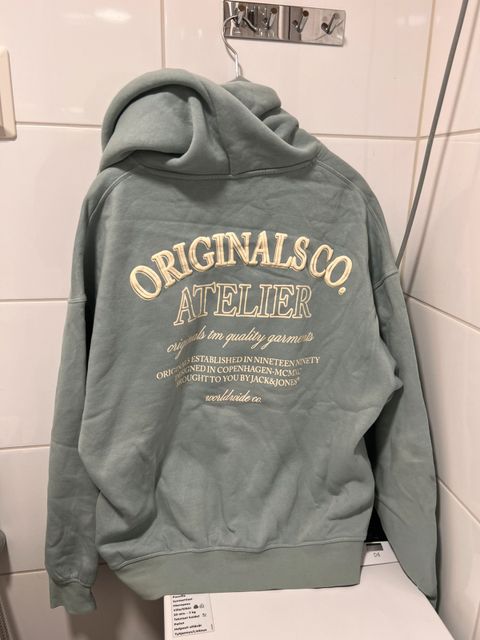 ORIGINALS CO.
ATELIER
originals tm quality garments
ORIGINALS ESTABLISHED IN NINETEEN NINETY
DESIGNED IN COPENHAGEN-
BROUGHT TO YOU BY JACK&JONES®
worldwide co.